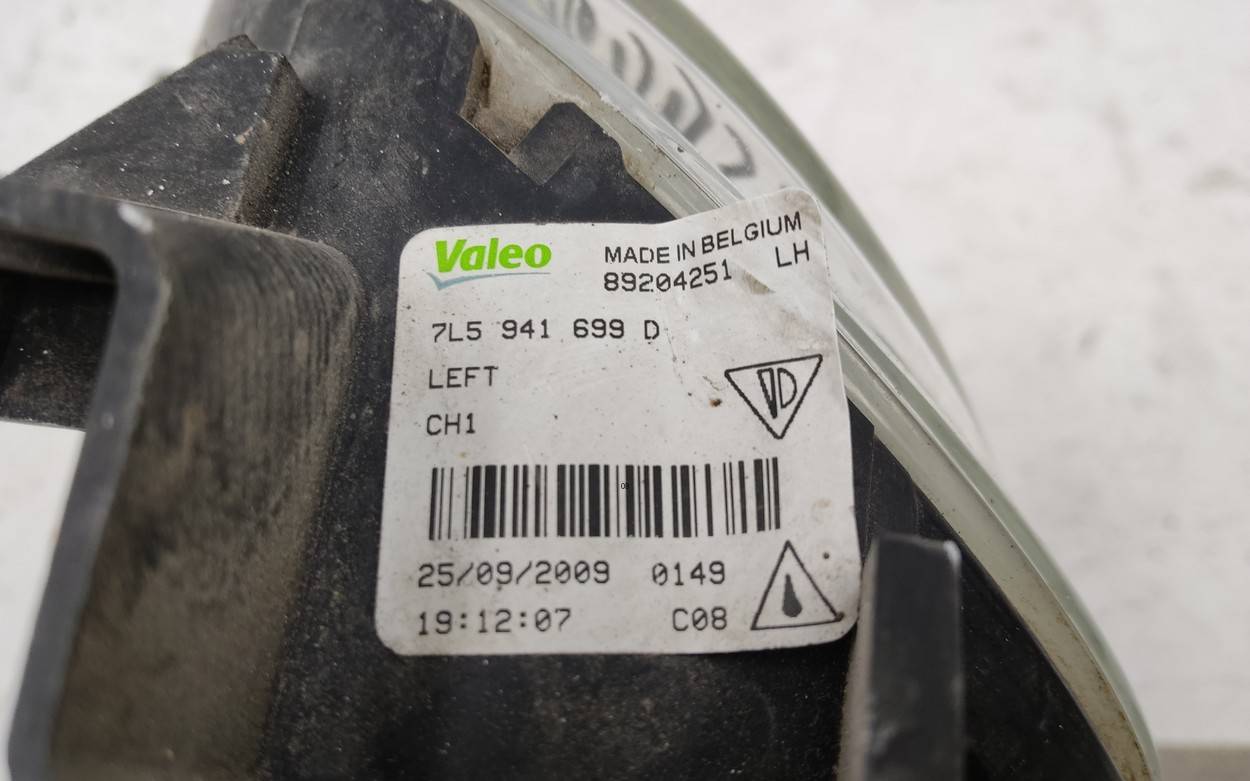 Valeo
MADE IN BELGIUM
89204251 LH
7L5 941 699 D
LEFT
CH1
25/09/2009 0149
19:12:07 C08